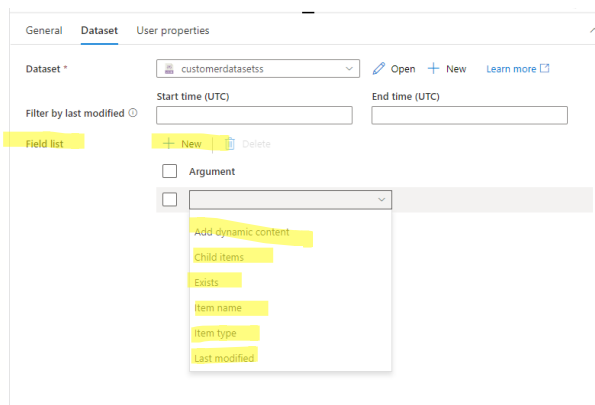 General Dataset User properties
Dataset * customerdatasetss Open New Learn more
Start time (UTC) End time (UTC)
Filter by last modified
Field list New Delete
Argument
Add dynamic content
Child items
Exists
Item name
Item type
Last modified